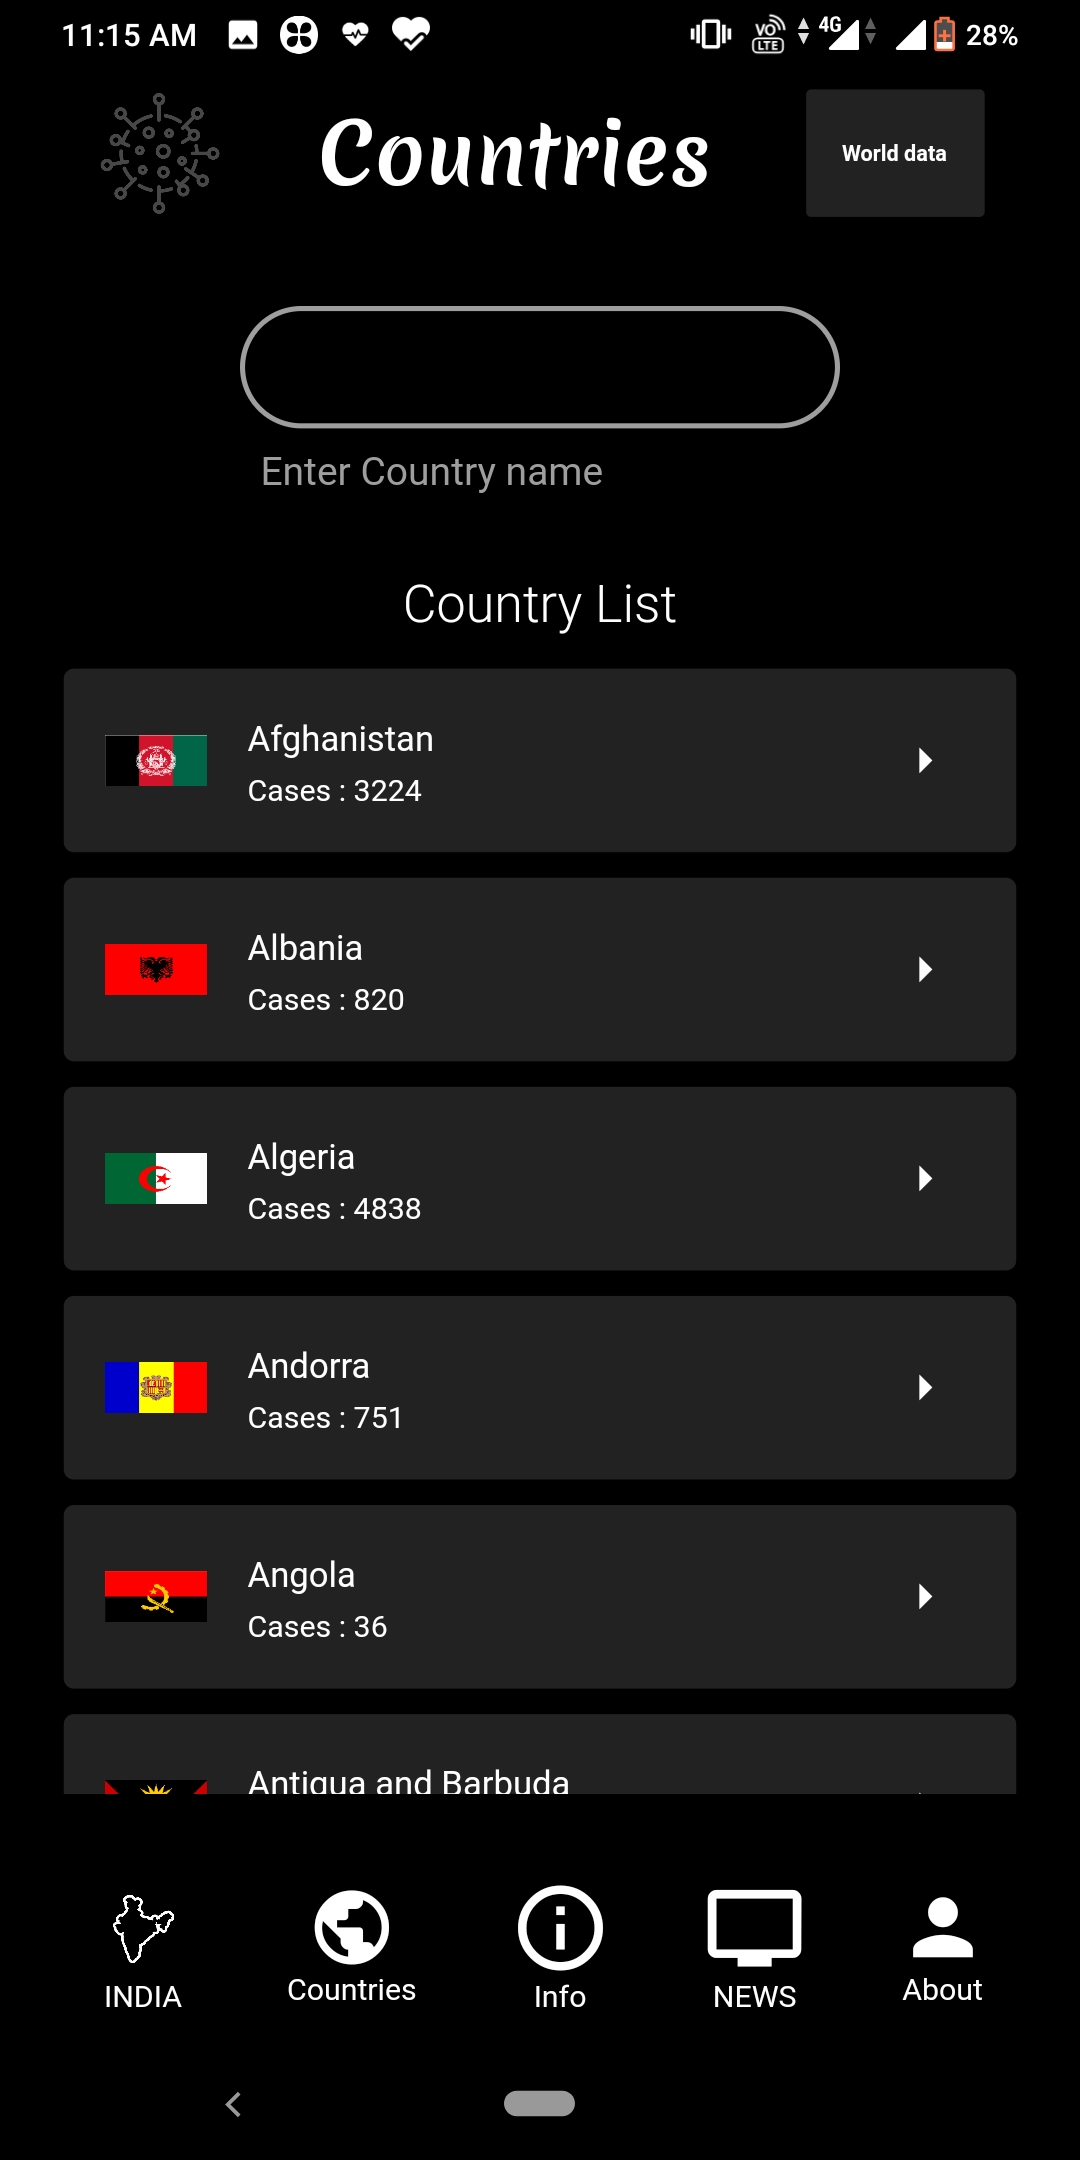 11:15 AM
VO LTE
4G
28%
Countries
World data
Enter Country name
Country List
Afghanistan
Cases : 3224
Albania
Cases : 820
Algeria
Cases : 4838
Andorra
Cases : 751
Angola
Cases : 36
Antigua and Barbuda
INDIA
Countries
Info
NEWS
About